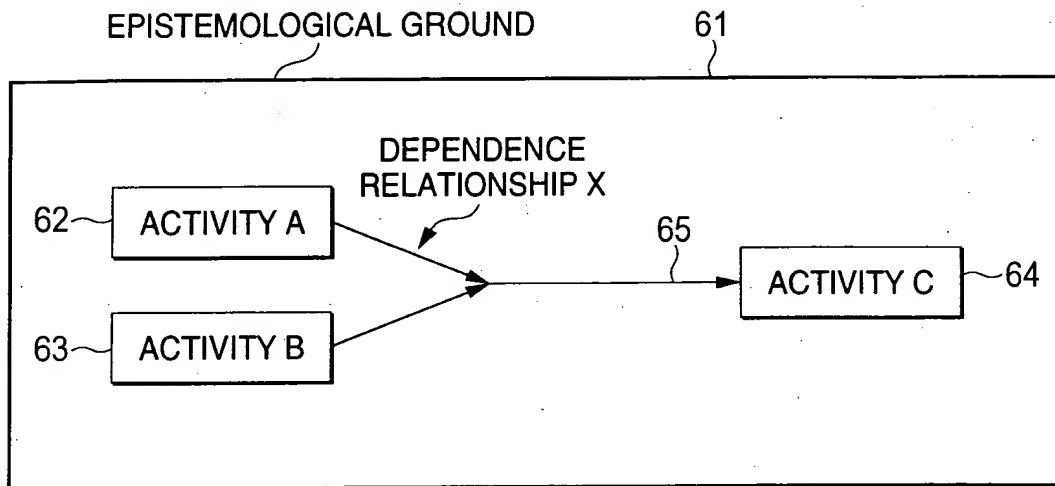 EPISTEMOLOGICAL GROUND
61
DEPENDENCE
RELATIONSHIP X
62
ACTIVITY A
65
ACTIVITY C
64
63
ACTIVITY B